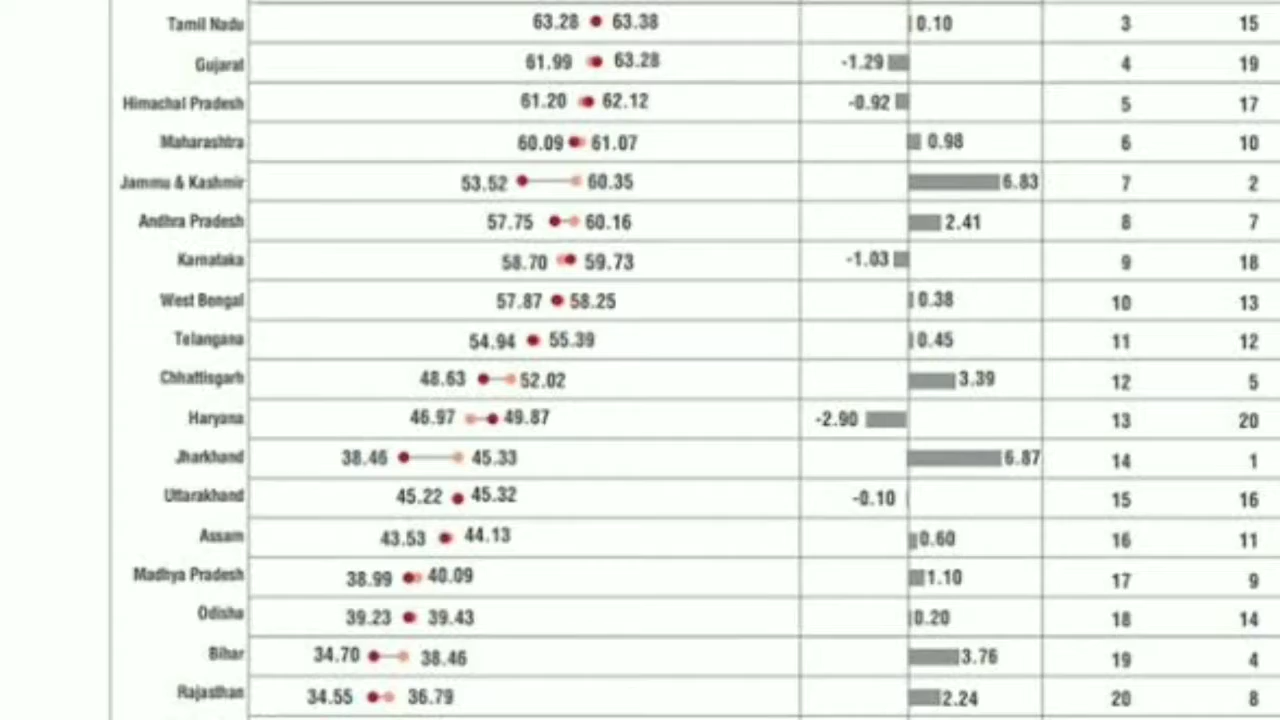 Tamil Nadu 63.28 63.38 0.10 3 15
Gujarat 61.99 63.28 -1.29 4 19
Himachal Pradesh 61.20 62.12 -0.92 5 17
Maharashtra 60.09 61.07 0.98 6 10
Jammu & Kashmir 53.52 60.35 6.83 7 2
Andhra Pradesh 57.75 60.16 2.41 8 7
Karnataka 58.70 59.73 -1.03 9 18
West Bengal 57.87 58.25 0.38 10 13
Telangana 54.94 55.39 0.45 11 12
Chhattisgarh 48.63 52.02 3.39 12 5
Haryana 46.97 49.87 -2.90 13 20
Jharkhand 38.46 45.33 6.87 14 1
Uttarakhand 45.22 45.32 -0.10 15 16
Assam 43.53 44.13 0.60 16 11
Madhya Pradesh 38.99 40.09 1.10 17 9
Odisha 39.23 39.43 0.20 18 14
Bihar 34.70 38.46 3.76 19 4
Rajasthan 34.55 36.79 2.24 20 8